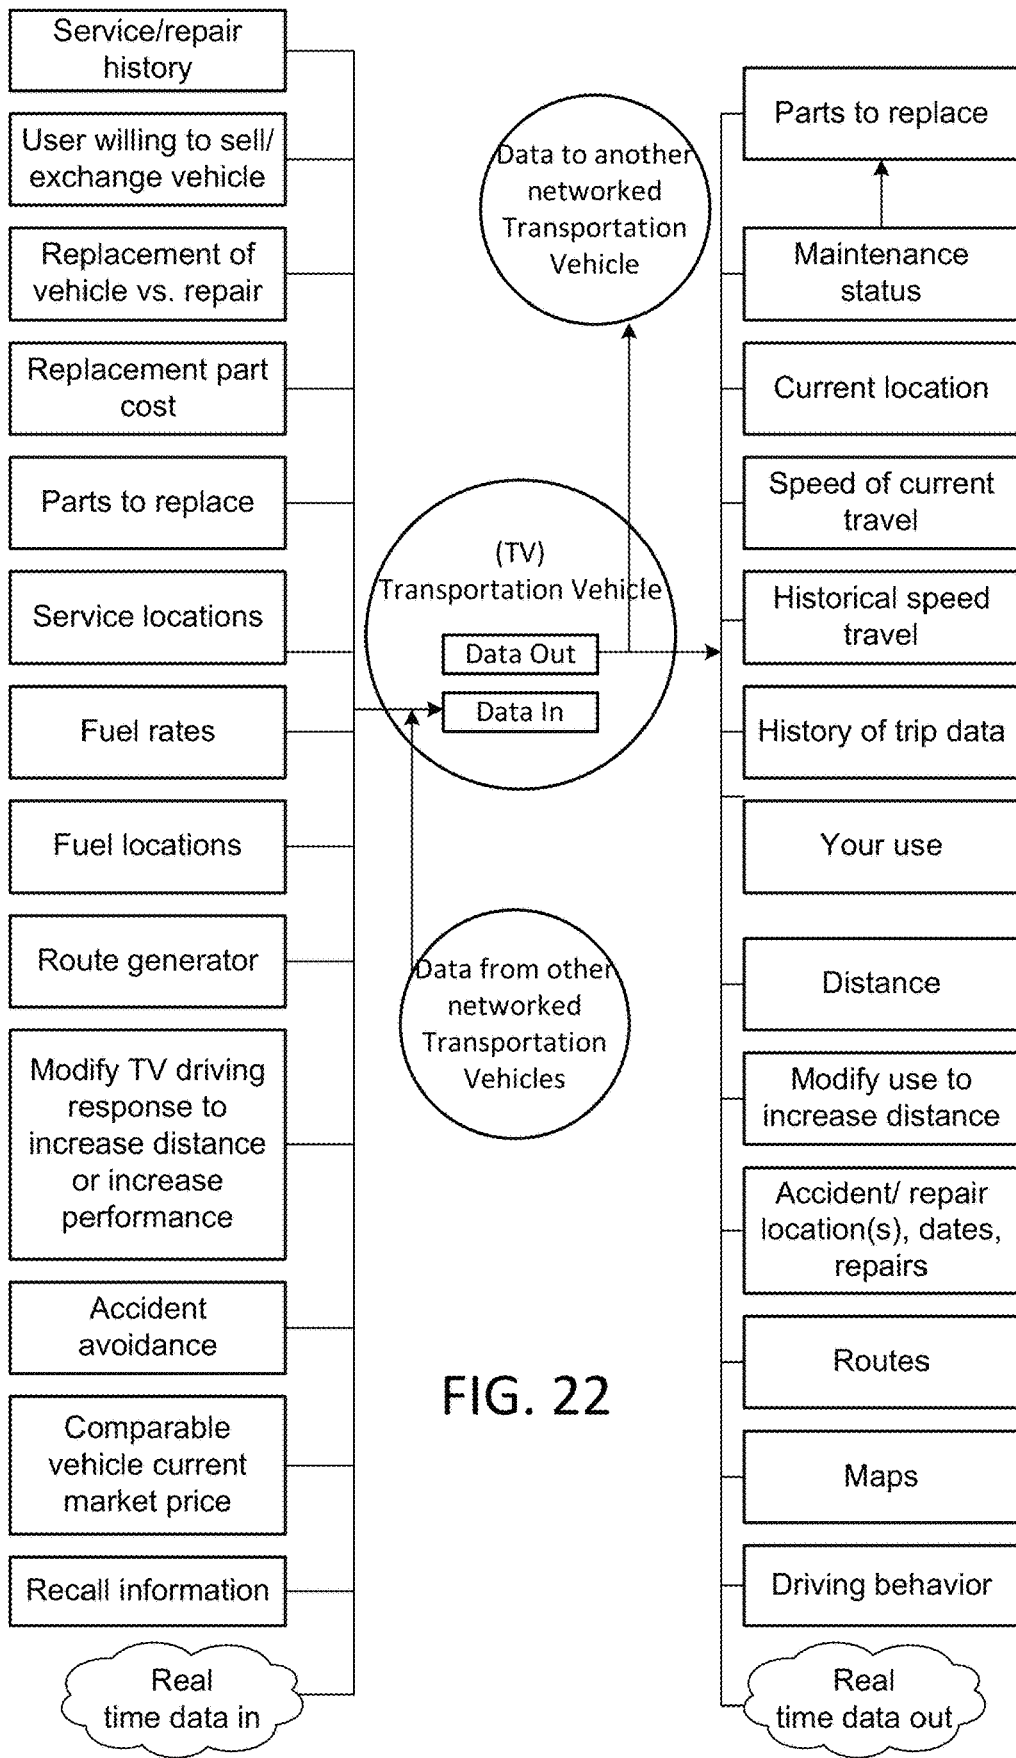 Service/repair
history
User willing to sell/
exchange vehicle
Replacement of
vehicle vs. repair
Replacement part
cost
Parts to replace
Service locations
Fuel rates
Fuel locations
Route generator
Modify TV driving
response to
increase distance
or increase
performance
Accident
avoidance
Comparable
vehicle current
market price
Recall information
Real
time data in
Data to another
networked
Transportation
Vehicle
(TV)
Transportation Vehicle
Data Out
Data In
Data from other
networked
Transportation
Vehicles
FIG. 22
Parts to replace
Maintenance
status
Current location
Speed of current
travel
Historical speed
travel
History of trip data
Your use
Distance
Modify use to
increase distance
Accident/ repair
location(s), dates,
repairs
Routes
Maps
Driving behavior
Real
time data out